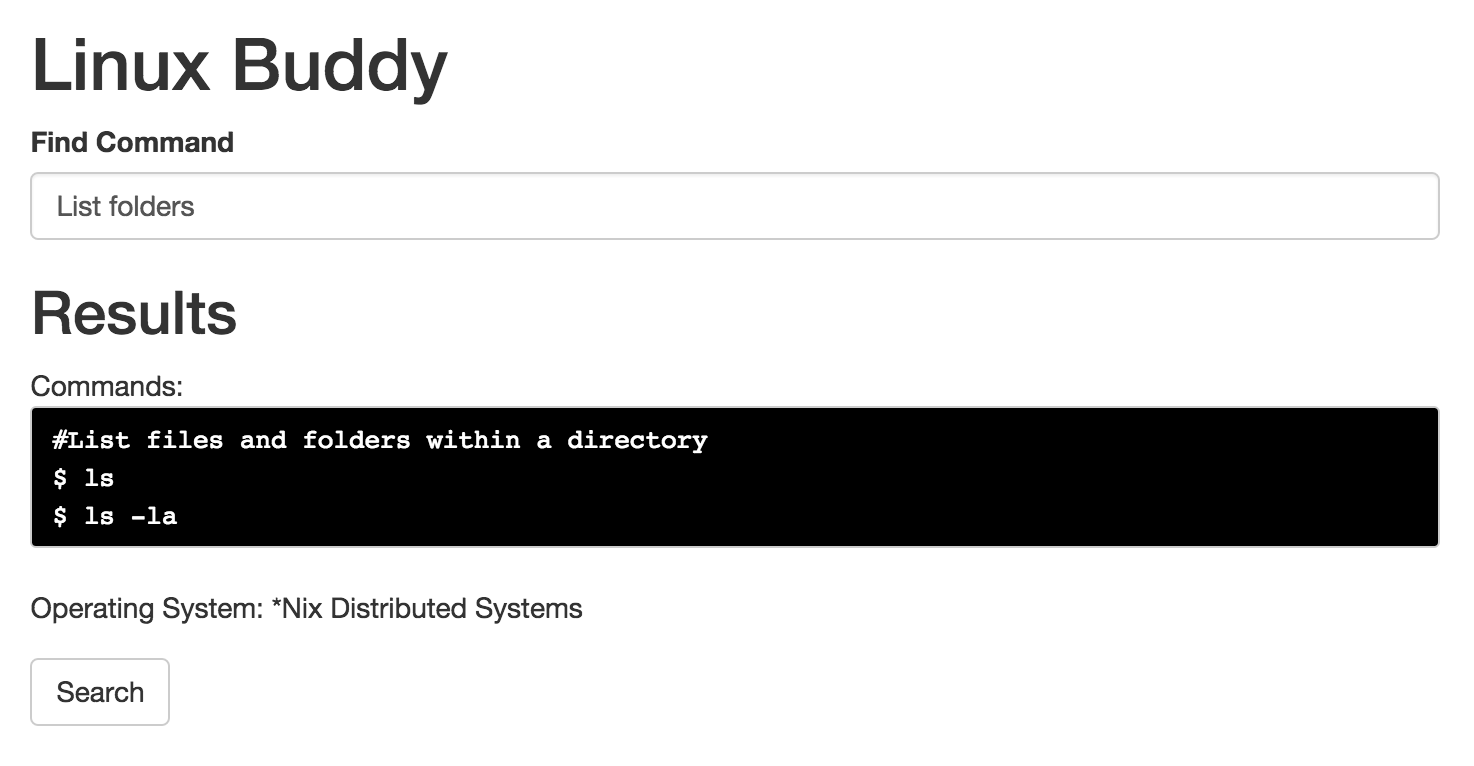 Linux Buddy
Find Command
List folders
Results
Commands:
#List files and folders within a directory
$ ls
$ ls -la
Operating System: *Nix Distributed Systems
Search